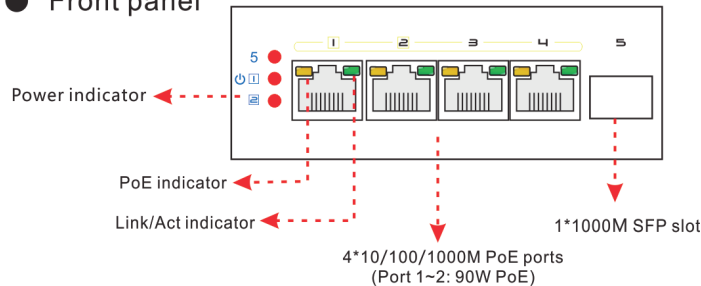 Front panel
1 2 3 4 5
5
1
2
Power indicator
PoE indicator
Link/Act indicator
1*1000M SFP slot
4*10/100/1000M PoE ports
(Port 1~2: 90W PoE)